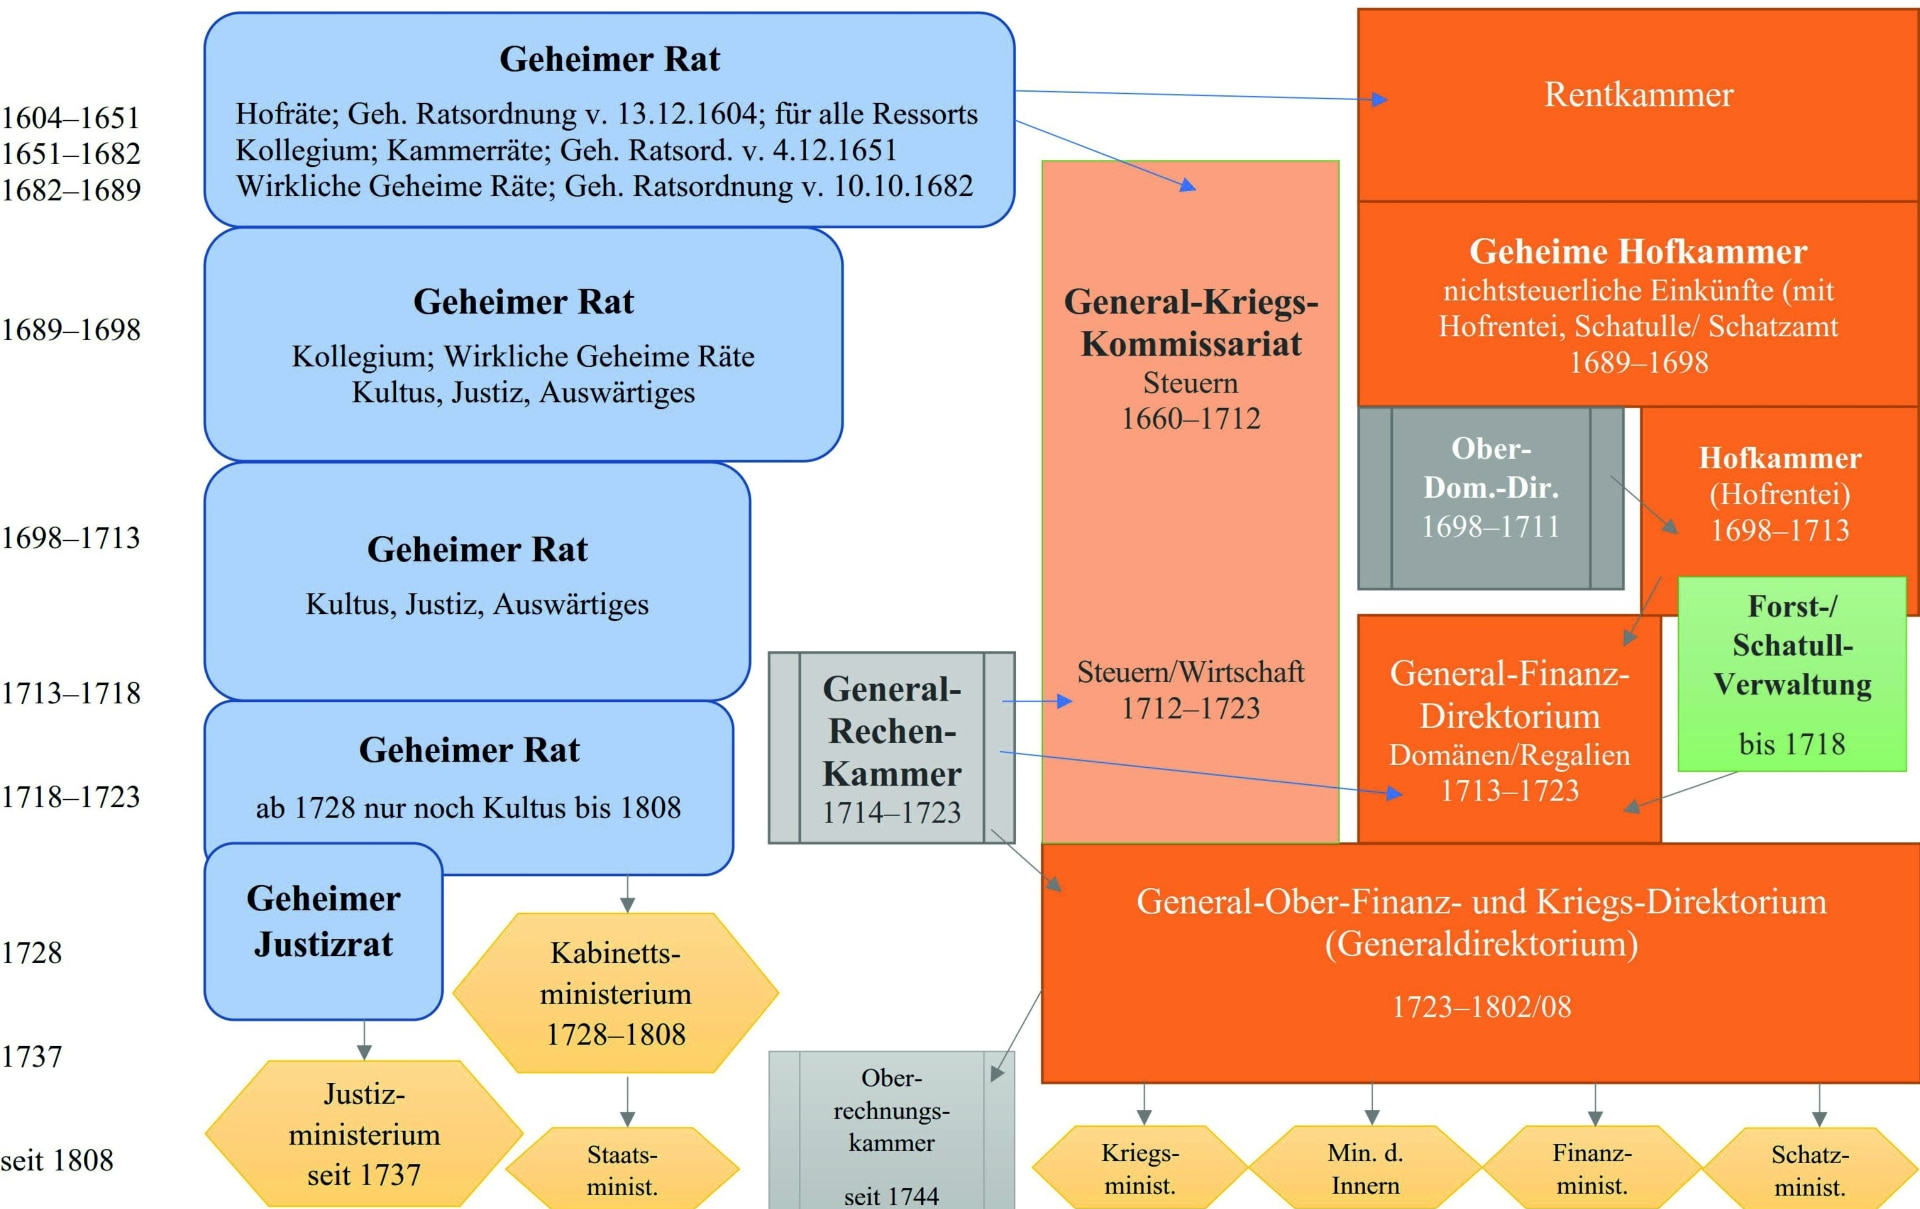 Geheimer Rat
1604–1651
Hofräte; Geh. Ratsordnung v. 13.12.1604; für alle Ressorts
1651–1682
Kollegium; Kammerräte; Geh. Ratsord. v. 4.12.1651
1682–1689
Wirkliche Geheime Räte; Geh. Ratsordnung v. 10.10.1682
Rentkammer
1689–1698
Geheimer Rat
Kollegium; Wirkliche Geheime Räte
Kultus, Justiz, Auswärtiges
General-Kriegs-
Kommissariat
Steuern
1660–1712
Geheime Hofkammer
nichtsteuerliche Einkünfte (mit
Hofrentei, Schatulle/ Schatzamt
1689–1698
1698–1713
Geheimer Rat
Kultus, Justiz, Auswärtiges
Ober-
Dom.-Dir.
1698–1711
Hofkammer
(Hofrentei)
1698–1713
1713–1718
1718–1723
Geheimer Rat
ab 1728 nur noch Kultus bis 1808
General-
Rechen-
Kammer
1714–1723
Steuern/Wirtschaft
1712–1723
General-Finanz-
Direktorium
Domänen/Regalien
1713–1723
Forst-/
Schatull-
Verwaltung
bis 1718
1728
Geheimer
Justizrat
Kabinetts-
ministerium
1728–1808
General-Ober-Finanz- und Kriegs-Direktorium
(Generaldirektorium)
1723–1802/08
1737
Justiz-
ministerium
seit 1737
seit 1808
Staats-
minist.
Ober-
rechnungs-
kammer
seit 1744
Kriegs-
minist.
Min. d.
Innern
Finanz-
minist.
Schatz-
minist.